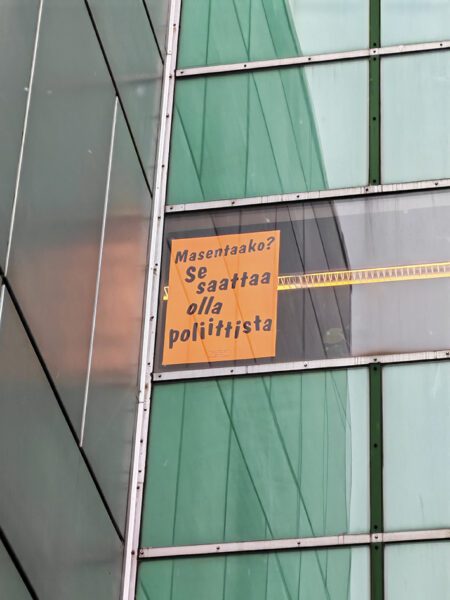 Masentaako?
Se
saattaa
olla
poliittista